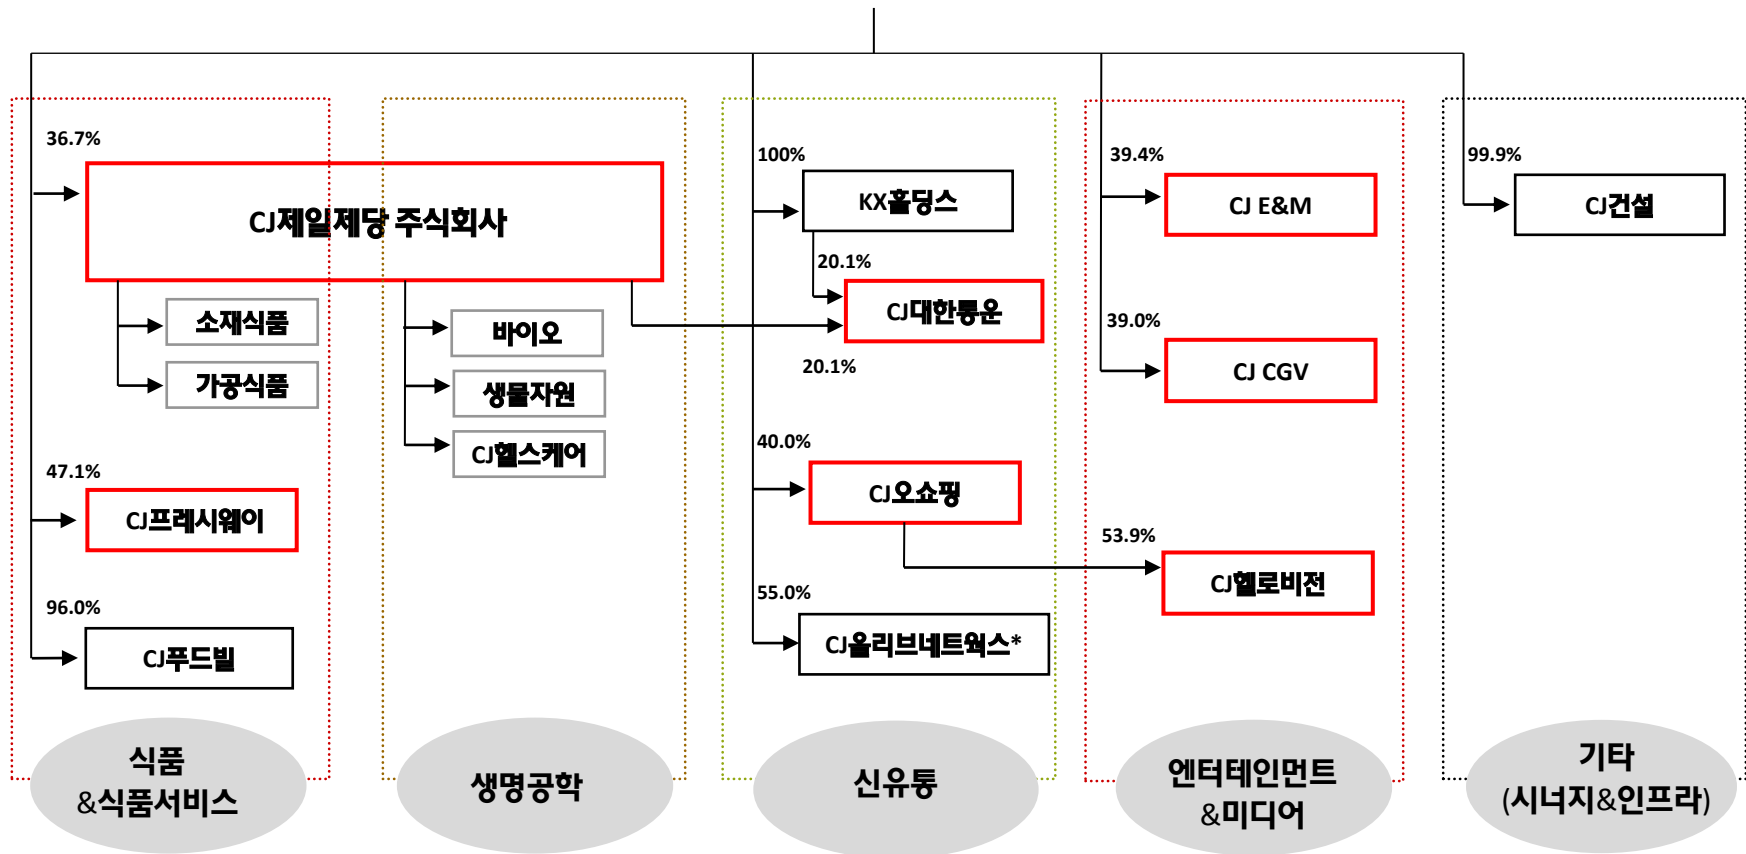 36.7%
CJ제일제당 주식회사
소재식품
가공식품
47.1%
CJ프레시웨이
96.0%
CJ푸드빌
식품
&식품서비스
바이오
생물자원
CJ헬스케어
생명공학
100%
KX홀딩스
20.1%
CJ대한통운
20.1%
40.0%
CJ오쇼핑
55.0%
CJ올리브네트웍스*
신유통
39.4%
CJ E&M
39.0%
CJ CGV
53.9%
CJ헬로비전
엔터테인먼트
&미디어
99.9%
CJ건설
기타
(시너지&인프라)